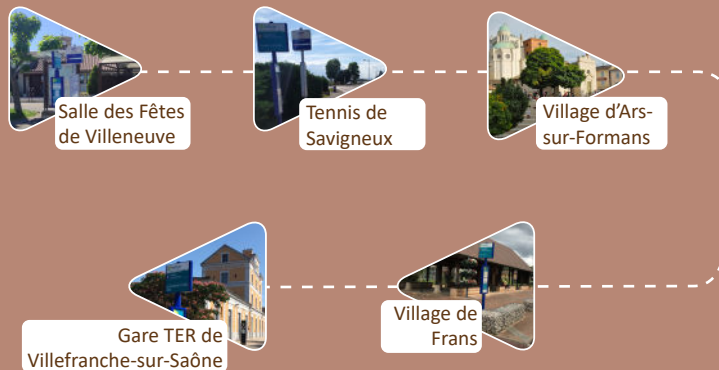 Salle des Fêtes
de Villeneuve
Tennis de
Savigneux
Village d’Ars-
sur-Formans
Village de
Frans
Gare TER de
Villefranche-sur-Saône